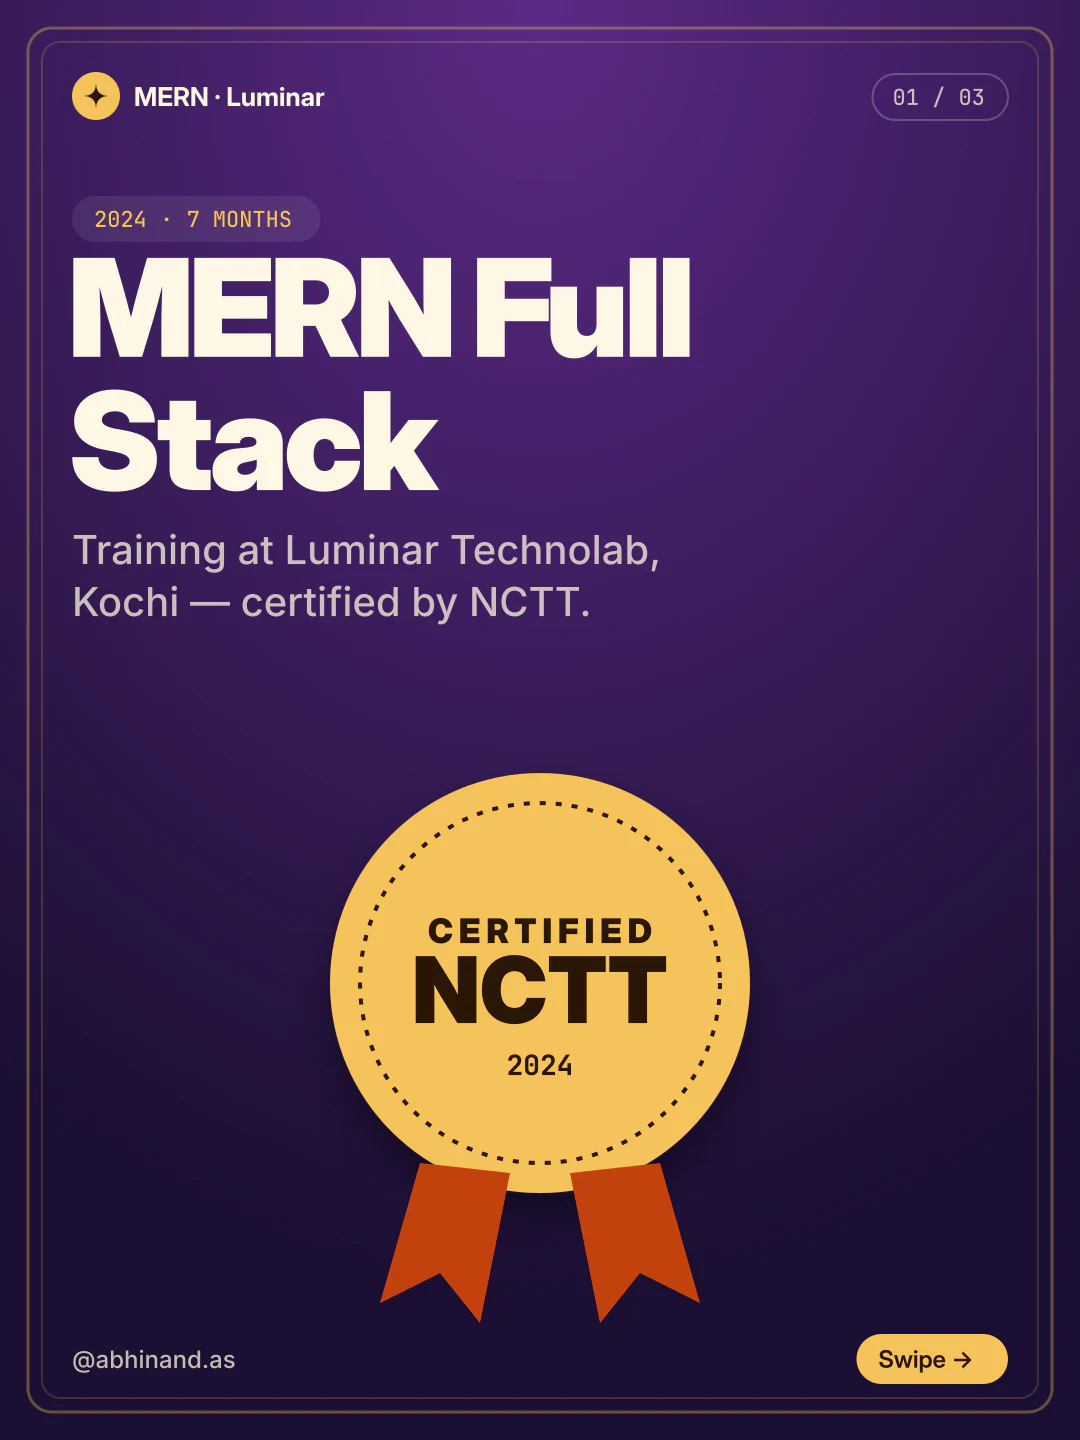 MERN · Luminar
01 / 03
2024 · 7 MONTHS
MERN Full
Stack
Training at Luminar Technolab,
Kochi — certified by NCTT.
CERTIFIED
NCTT
2024
@abhinand.as
Swipe →